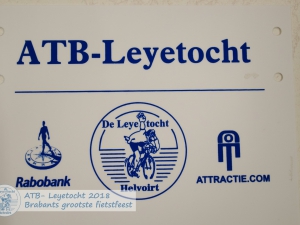 ATB-Leyetocht
De Leyetocht
Helvoirt
Rabobank
ATTRACTIE.COM
ATB- Leyetocht 2018
Brabants grootste fietsfeest